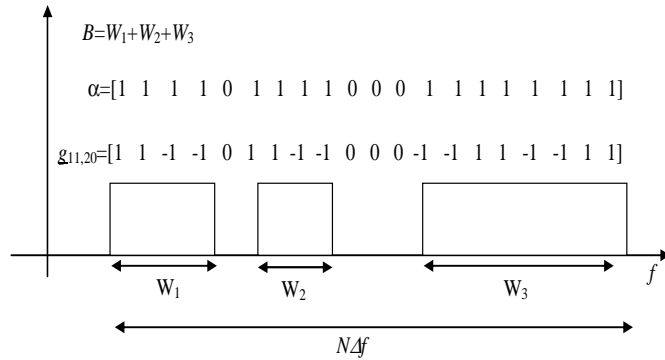 B=W₁+W₂+W₃
α=[1 1 1 1 0 1 1 1 1 0 0 0 1 1 1 1 1 1 1 1]
g₁₁,₂₀=[1 1 -1 -1 0 1 1 -1 -1 0 0 0 -1 -1 1 1 -1 -1 1 1]
W₁ W₂ W₃ f
NΔf